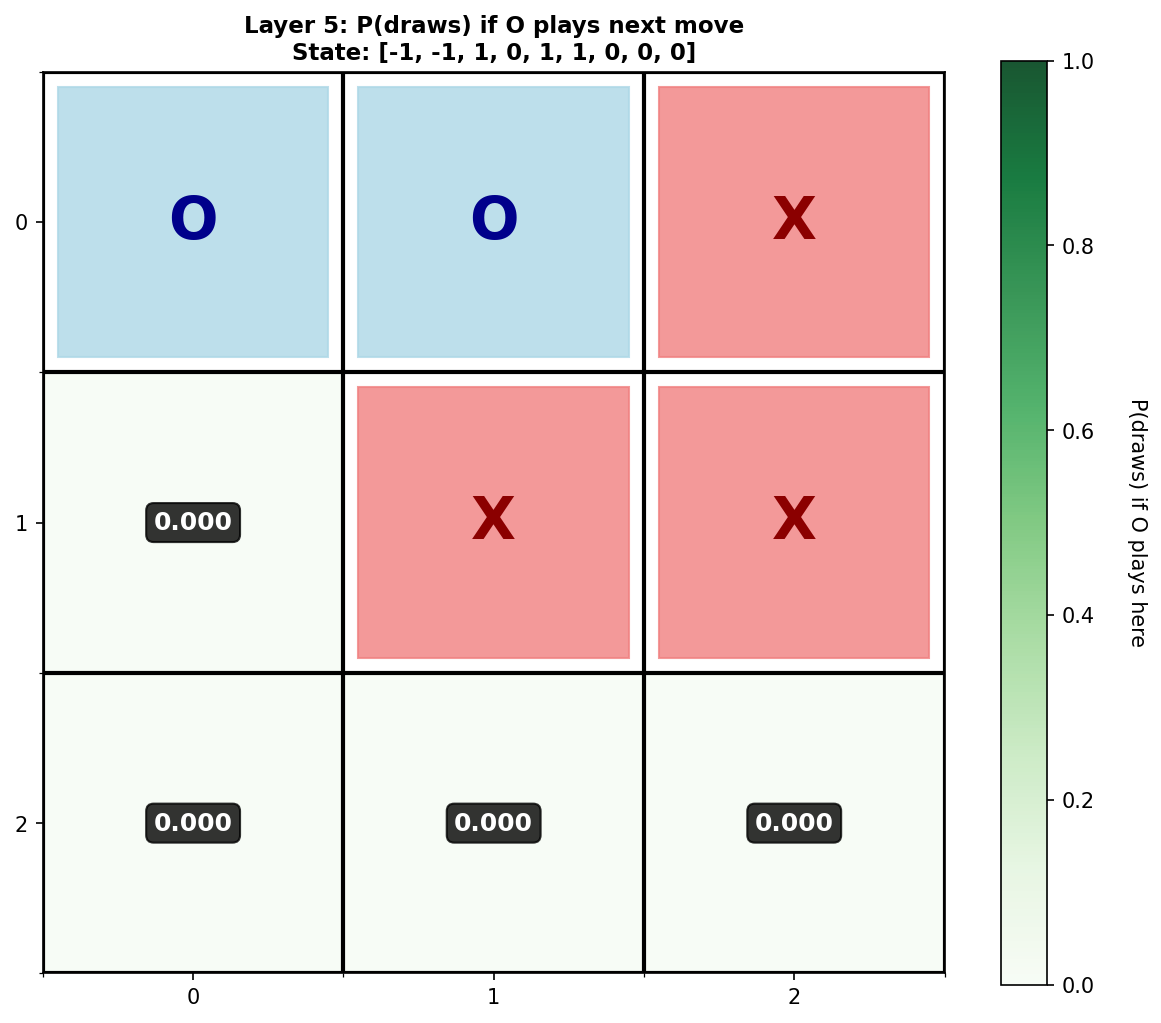 Layer 5: P(draws) if O plays next move
State: [-1, -1, 1, 0, 1, 1, 0, 0, 0]
O
O
X
0
0.000
X
X
1
0.000
0.000
0.000
2
0
1
2
1.0
0.8
0.6
0.4
0.2
0.0
P(draws) if O plays here